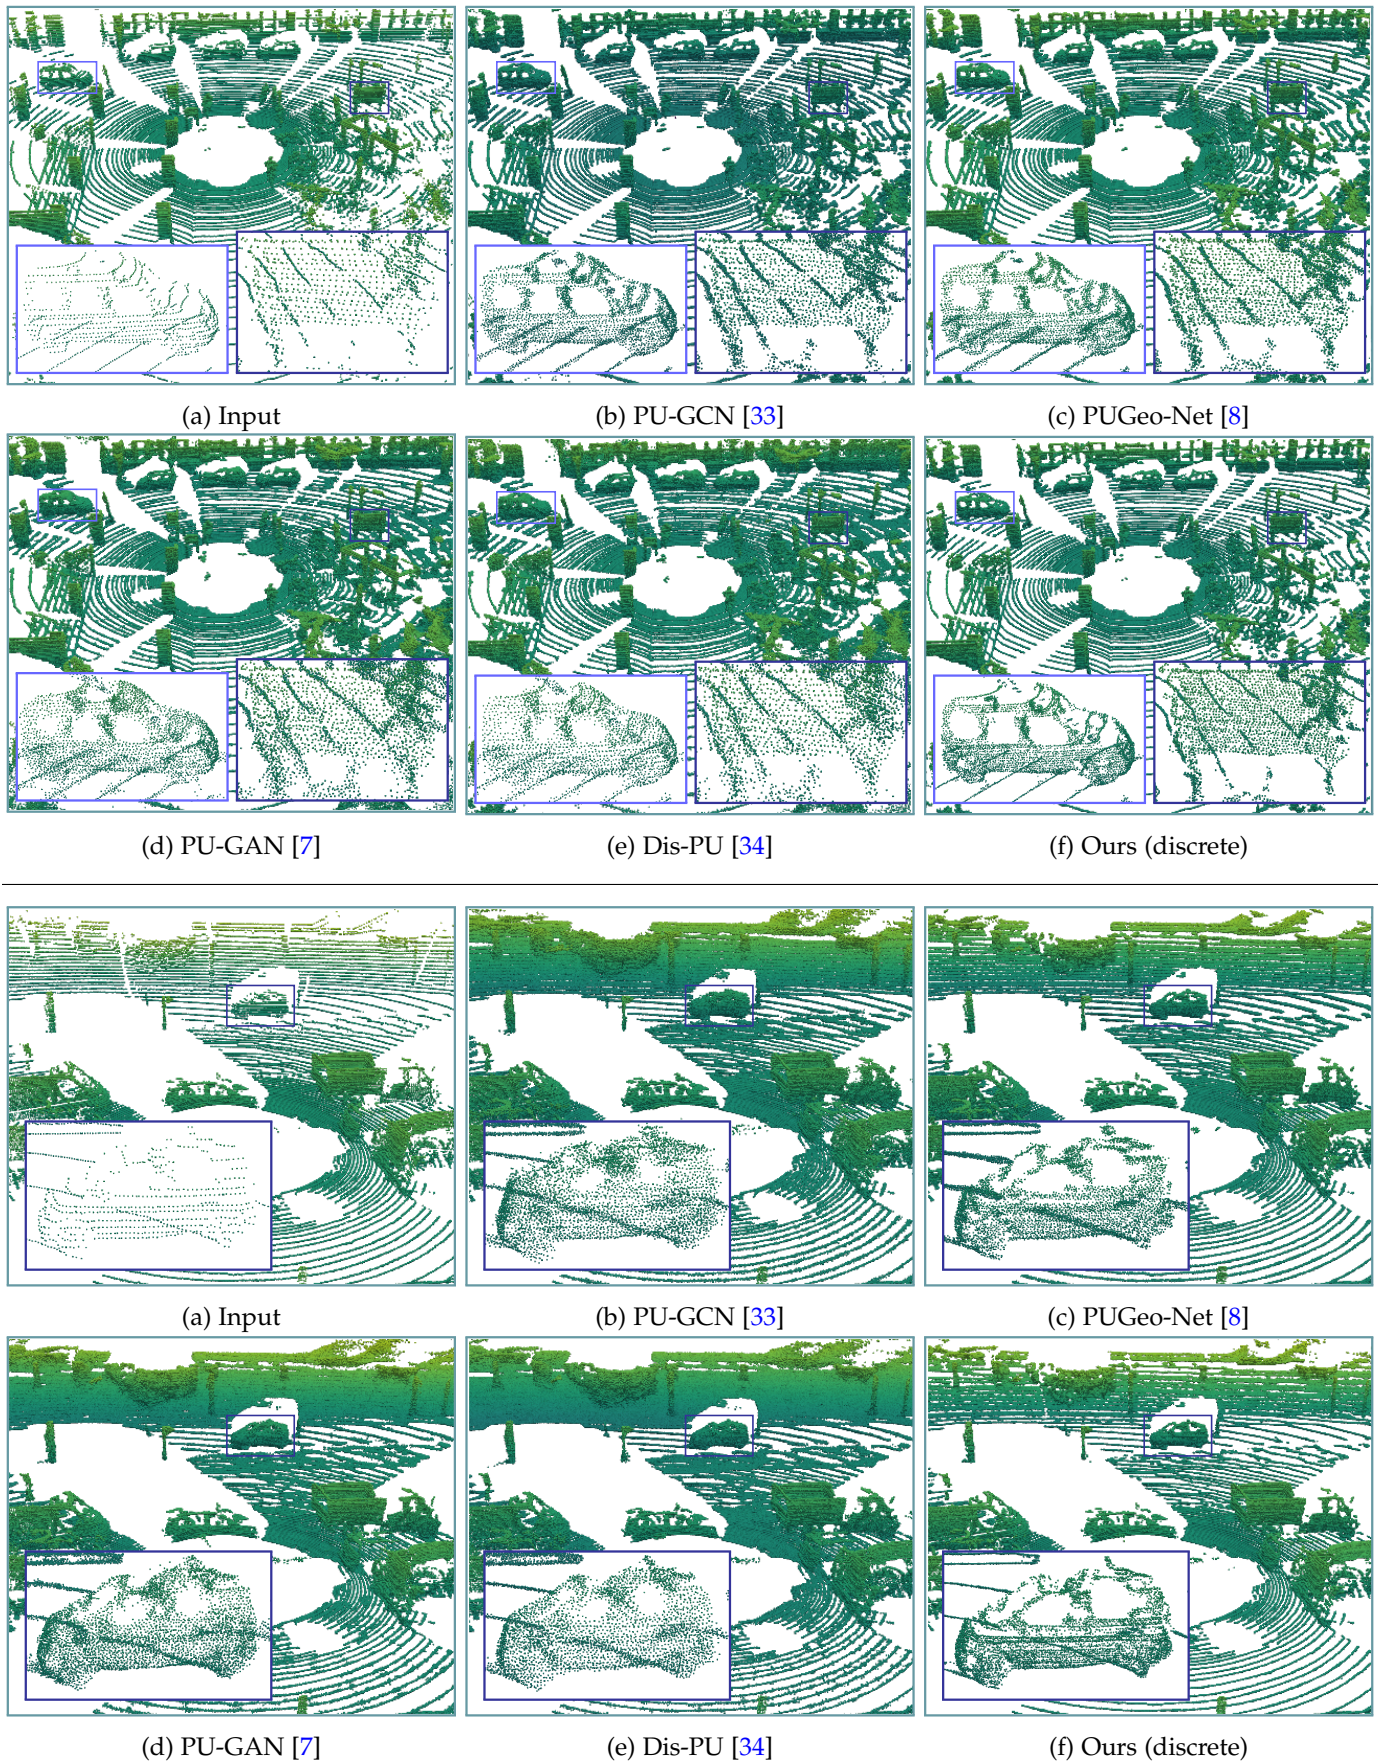 (a) Input
(b) PU-GCN [33]
(c) PUGeo-Net [8]
(d) PU-GAN [7]
(e) Dis-PU [34]
(f) Ours (discrete)
(a) Input
(b) PU-GCN [33]
(c) PUGeo-Net [8]
(d) PU-GAN [7]
(e) Dis-PU [34]
(f) Ours (discrete)